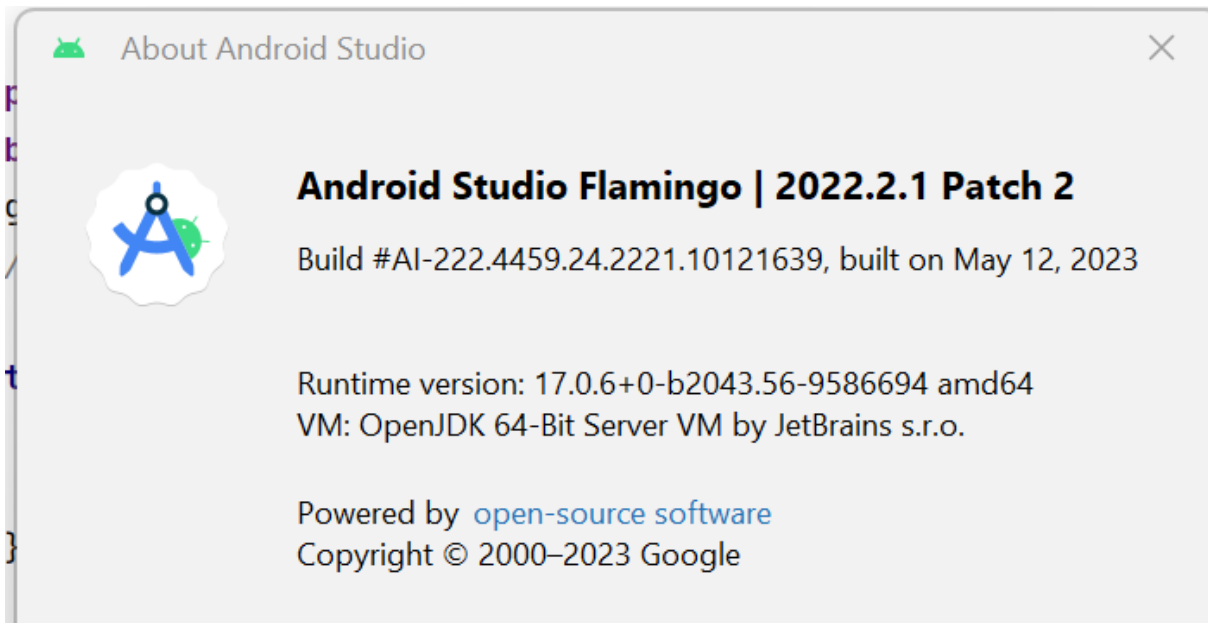 About Android Studio
Android Studio Flamingo | 2022.2.1 Patch 2
Build #AI-222.4459.24.2221.10121639, built on May 12, 2023
Runtime version: 17.0.6+0-b2043.56-9586694 amd64
VM: OpenJDK 64-Bit Server VM by JetBrains s.r.o.
Powered by open-source software
Copyright © 2000–2023 Google